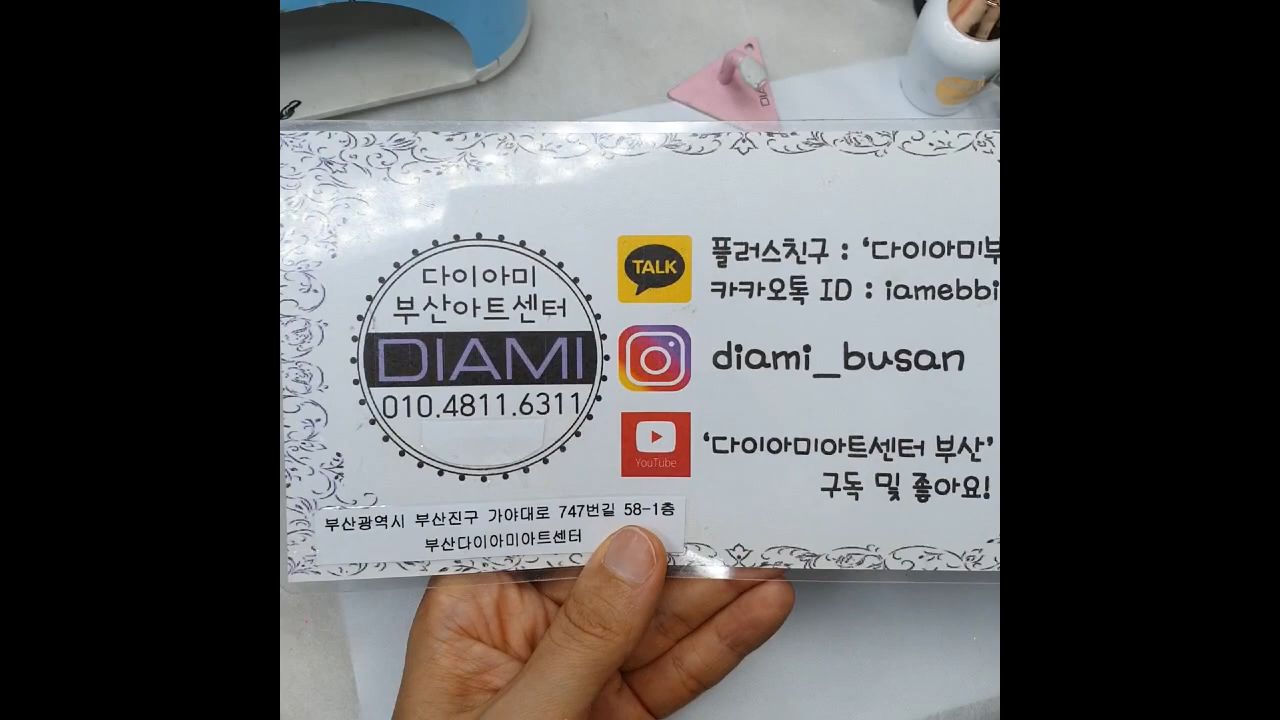 다이아미
부산아트센터
DIAMI
010.4811.6311
TALK
플러스친구 : ‘다이아미부
카카오톡 ID : iamebbi
diami_busan
YouTube
‘다이아미아트센터 부산’
구독 및 좋아요!
부산광역시 부산진구 가야대로 747번길 58-1층
부산다이아미아트센터